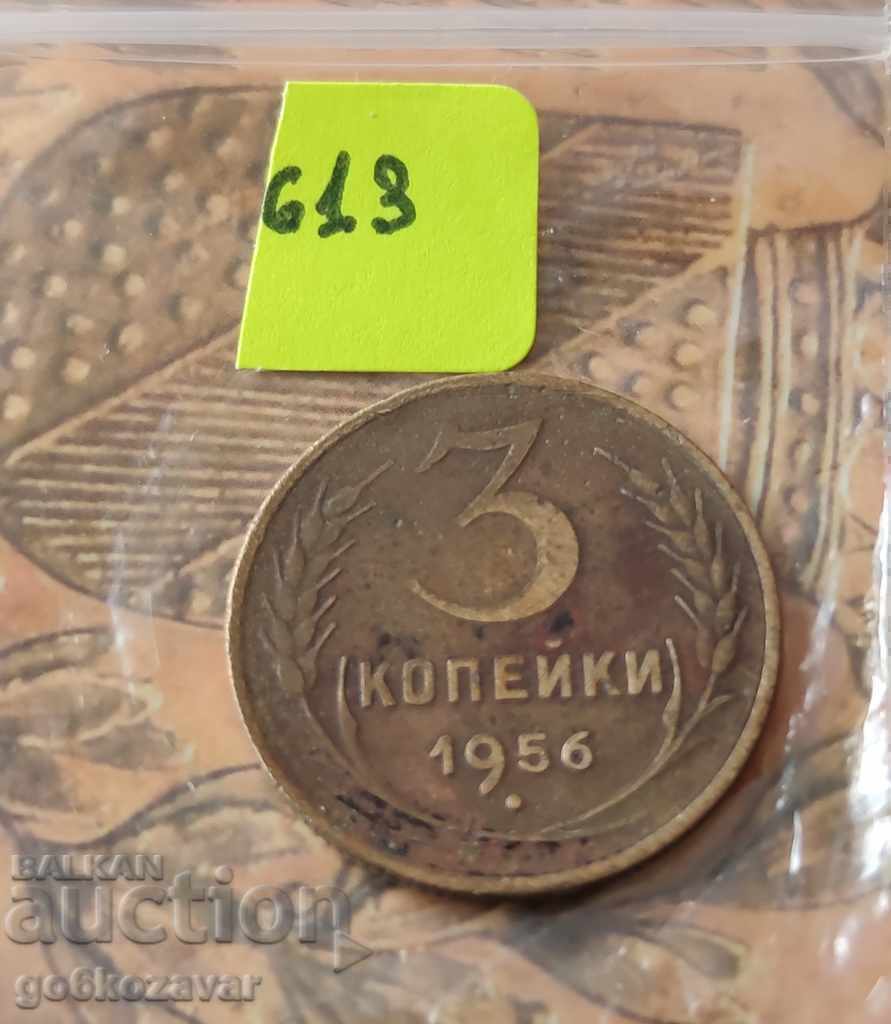 613
3
КОПЕЙКИ
1956
BALKAN
auction
go6kozavar